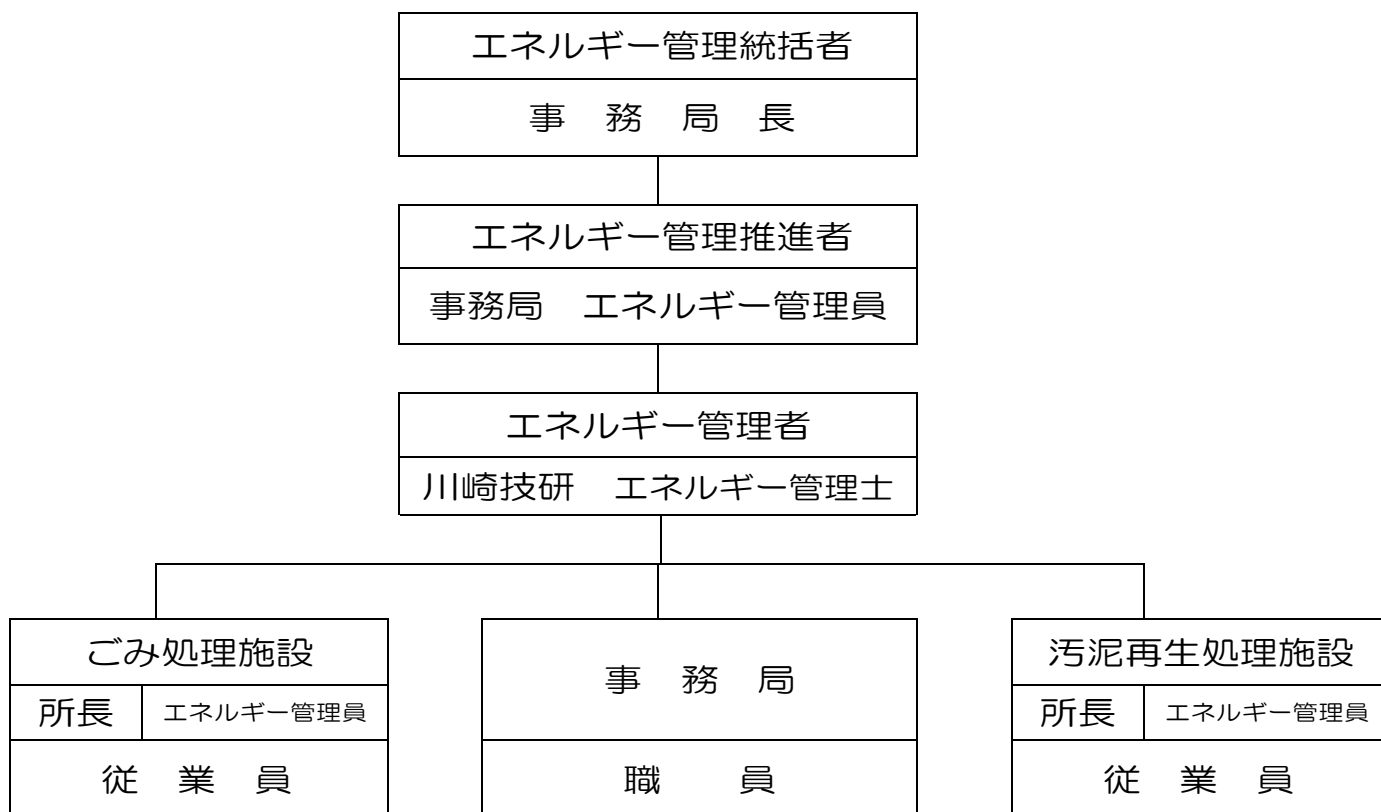 エネルギー管理統括者
事　務　局　長
エネルギー管理推進者
事務局　エネルギー管理員
エネルギー管理者
川崎技研　エネルギー管理士
ごみ処理施設
所長　エネルギー管理員
従　業　員
事　務　局
職　　員
汚泥再生処理施設
所長　エネルギー管理員
従　業　員